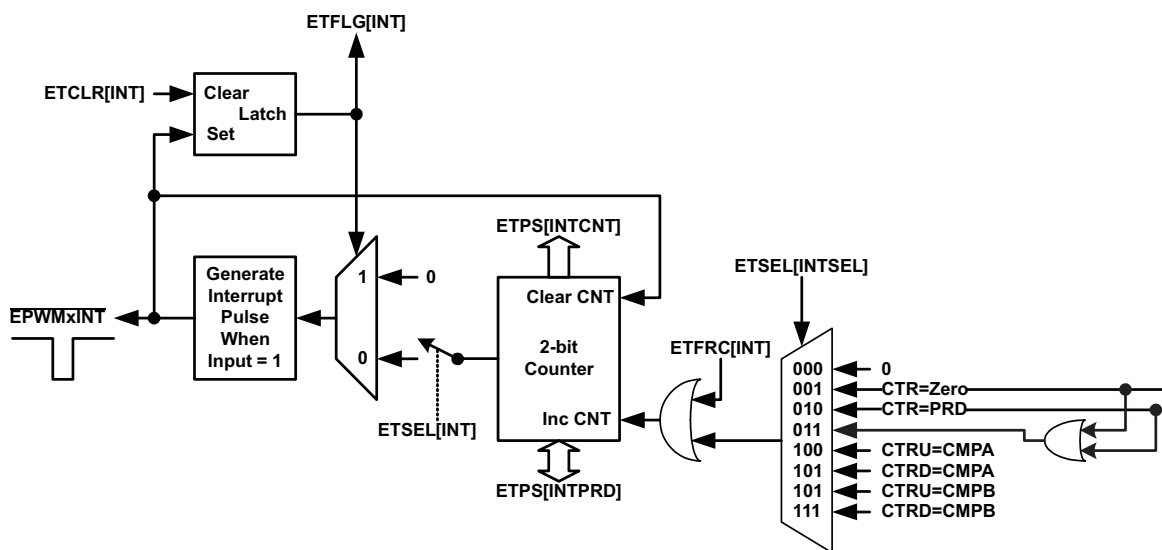 ETFLG[INT]
ETCLR[INT]
Clear
Latch
Set
ETPS[INTCNT]
ETSEL[INTSEL]
Generate
Interrupt
Pulse
When
Input = 1
EPWMxINT
1
0
0
Clear CNT
2-bit
Counter
Inc CNT
ETSEL[INT]
ETPS[INTPRD]
ETFRC[INT]
000
0
001
CTR=Zero
010
CTR=PRD
011
100
CTRU=CMPA
101
CTRD=CMPA
101
CTRU=CMPB
111
CTRD=CMPB